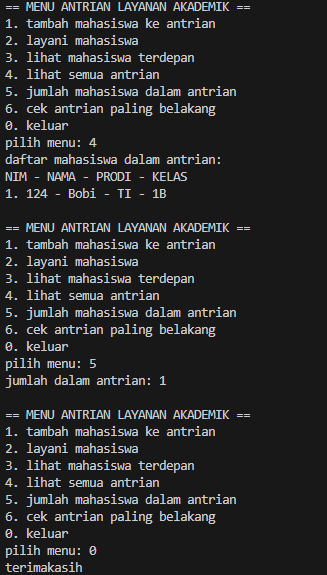 == MENU ANTRIAN LAYANAN AKADEMIK ==
1. tambah mahasiswa ke antrian
2. layani mahasiswa
3. lihat mahasiswa terdepan
4. lihat semua antrian
5. jumlah mahasiswa dalam antrian
6. cek antrian paling belakang
0. keluar
pilih menu: 4
daftar mahasiswa dalam antrian:
NIM - NAMA - PRODI - KELAS
1. 124 - Bobi - TI - 1B

== MENU ANTRIAN LAYANAN AKADEMIK ==
1. tambah mahasiswa ke antrian
2. layani mahasiswa
3. lihat mahasiswa terdepan
4. lihat semua antrian
5. jumlah mahasiswa dalam antrian
6. cek antrian paling belakang
0. keluar
pilih menu: 5
jumlah dalam antrian: 1

== MENU ANTRIAN LAYANAN AKADEMIK ==
1. tambah mahasiswa ke antrian
2. layani mahasiswa
3. lihat mahasiswa terdepan
4. lihat semua antrian
5. jumlah mahasiswa dalam antrian
6. cek antrian paling belakang
0. keluar
pilih menu: 0
terimakasih